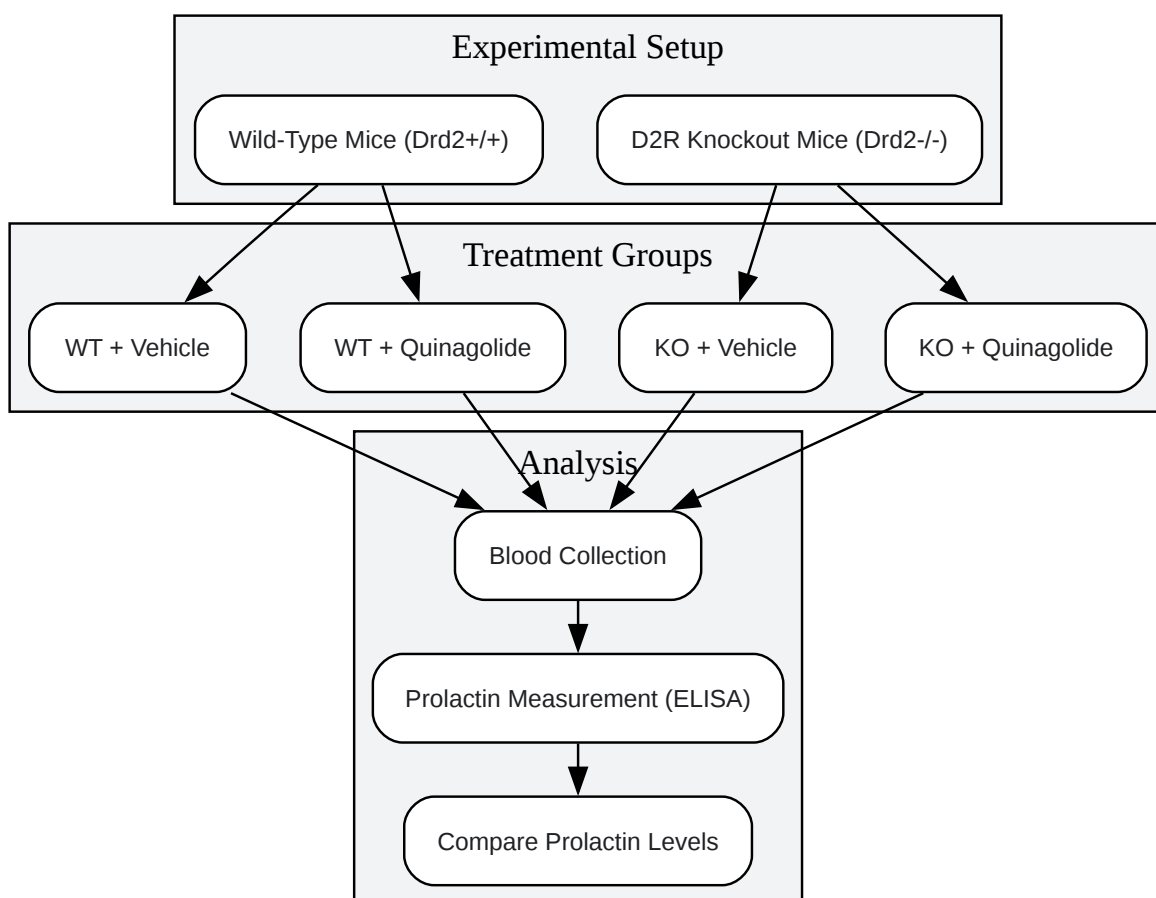 Experimental Setup
Wild-Type Mice (Drd2+/+)
D2R Knockout Mice (Drd2-/-)
Treatment Groups
WT + Vehicle
WT + Quinagolide
KO + Vehicle
KO + Quinagolide
Analysis
Blood Collection
Prolactin Measurement (ELISA)
Compare Prolactin Levels